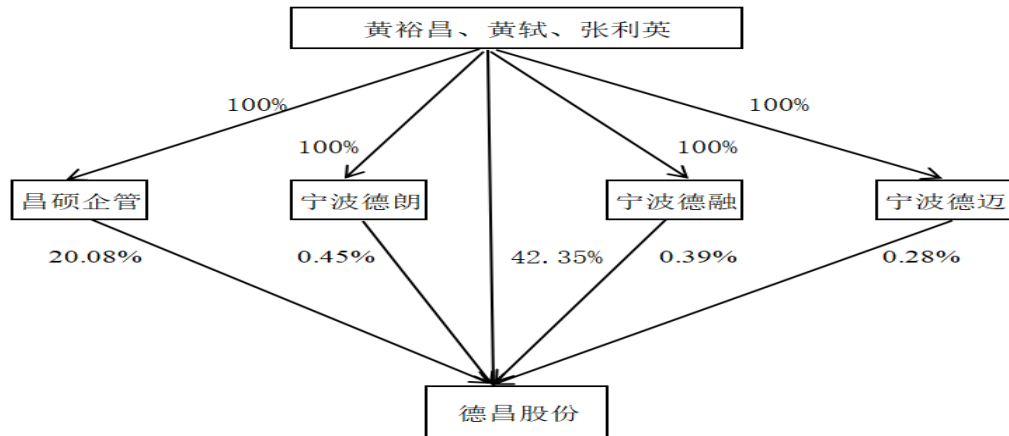 黄裕昌、黄轼、张利英
100%
100%
100%
100%
昌硕企管
宁波德朗
宁波德融
宁波德迈
20.08%
0.45%
42.35%
0.39%
0.28%
德昌股份